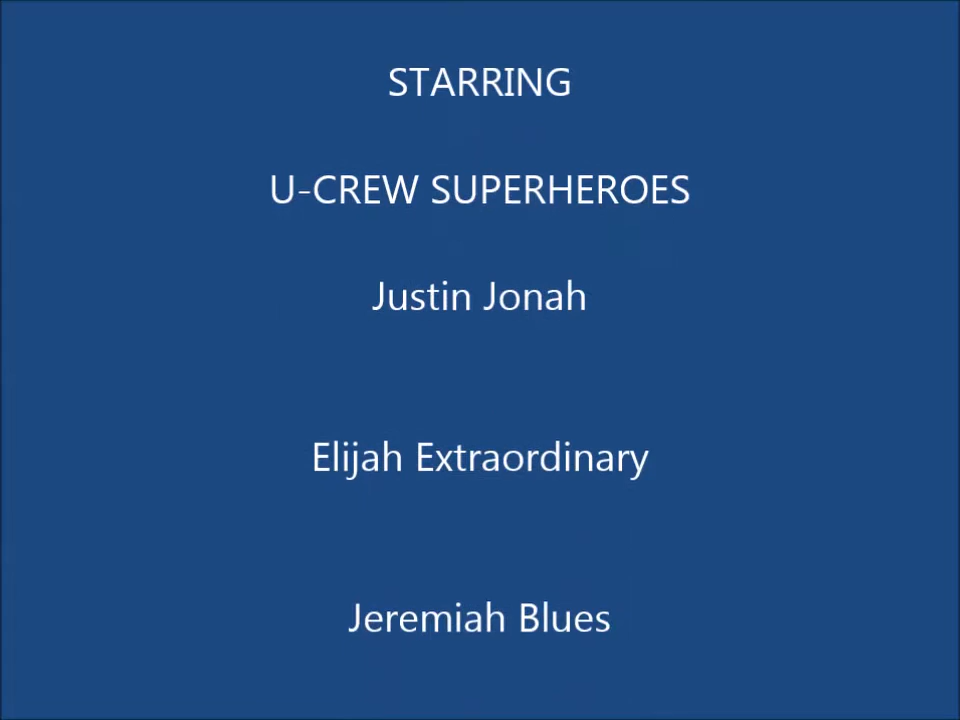 STARRING
U-CREW SUPERHEROES
Justin Jonah
Elijah Extraordinary
Jeremiah Blues